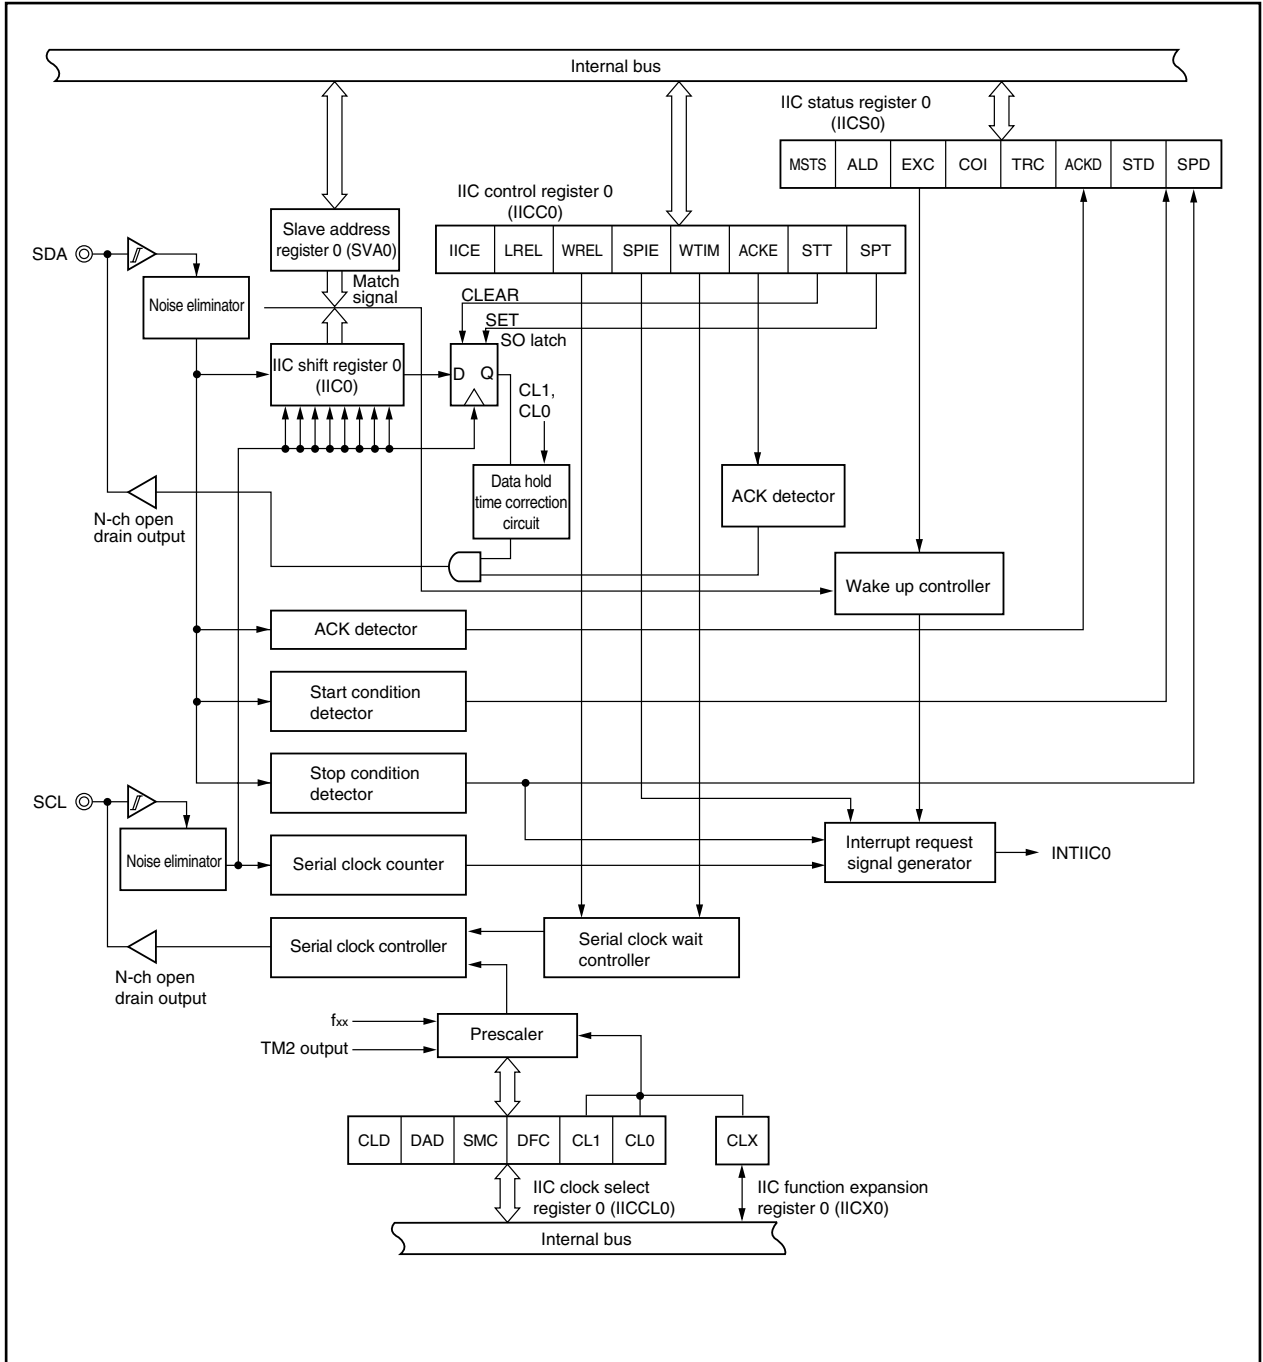 Internal bus
IIC status register 0
(IICS0)
MSTS ALD EXC COI TRC ACKD STD SPD
IIC control register 0
(IICC0)
Slave address
register 0 (SVA0)
IICE LREL WREL SPIE WTIM ACKE STT SPT
SDA
Noise eliminator
Match
signal
CLEAR
SET
SO latch
IIC shift register 0
(IIC0)
D Q
CL1,
CL0
Data hold
time correction
circuit
ACK detector
N-ch open
drain output
Wake up controller
ACK detector
Start condition
detector
Stop condition
detector
SCL
Noise eliminator
Serial clock counter
Interrupt request
signal generator
INTIIC0
Serial clock controller
Serial clock wait
controller
N-ch open
drain output
fxx
TM2 output
Prescaler
CLD DAD SMC DFC CL1 CL0
CLX
IIC clock select
register 0 (IICCL0)
IIC function expansion
register 0 (IICX0)
Internal bus